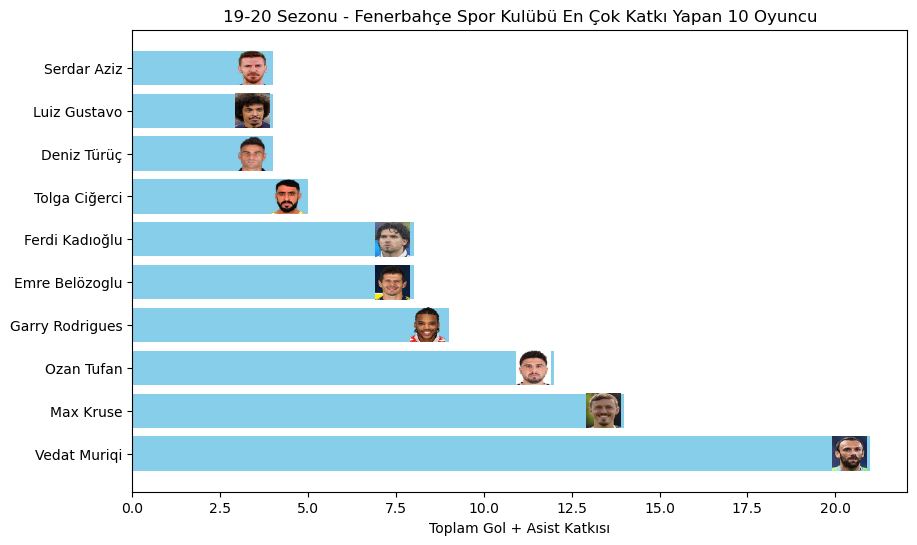 19-20 Sezonu - Fenerbahçe Spor Kulübü En Çok Katkı Yapan 10 Oyuncu
Serdar Aziz
Luiz Gustavo
Deniz Türüç
Tolga Ciğerci
Ferdi Kadıoğlu
Emre Belözoglu
Garry Rodrigues
Ozan Tufan
Max Kruse
Vedat Muriqi
0.0 2.5 5.0 7.5 10.0 12.5 15.0 17.5 20.0
Toplam Gol + Asist Katkısı